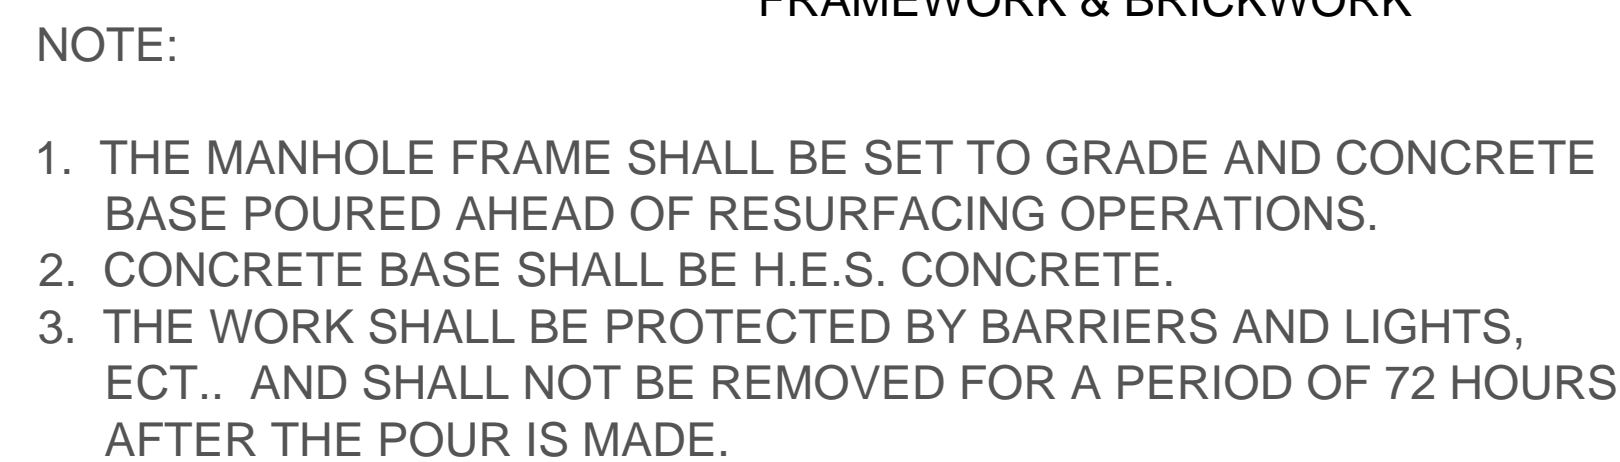 FRAMEWORK & BRICKWORK
NOTE:
1. THE MANHOLE FRAME SHALL BE SET TO GRADE AND CONCRETE
BASE POURED AHEAD OF RESURFACING OPERATIONS.
2. CONCRETE BASE SHALL BE H.E.S. CONCRETE.
3. THE WORK SHALL BE PROTECTED BY BARRIERS AND LIGHTS,
ECT.. AND SHALL NOT BE REMOVED FOR A PERIOD OF 72 HOURS
AFTER THE POUR IS MADE.